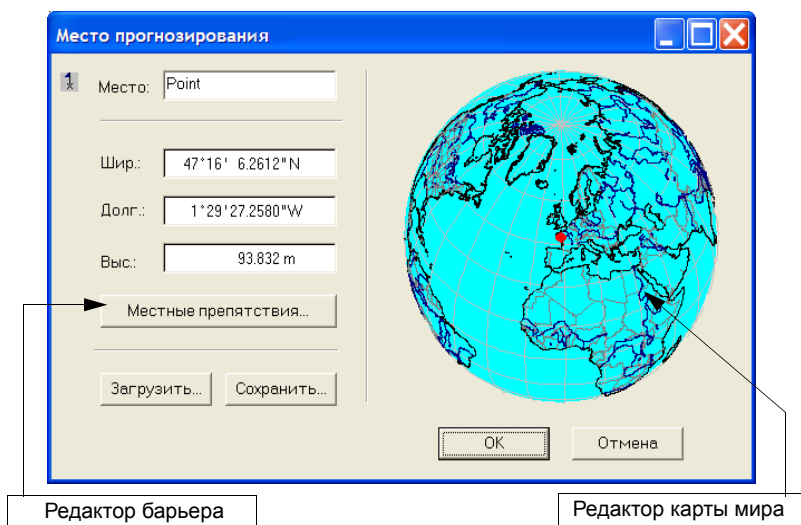 Место прогнозирования
Место: Point
Шир.: 47°16' 6.2612"N
Долг.: 1°29'27.2580"W
Выс.: 93.832 m
Местные препятствия...
Загрузить... Сохранить...
OK Отмена
Редактор барьера
Редактор карты мира